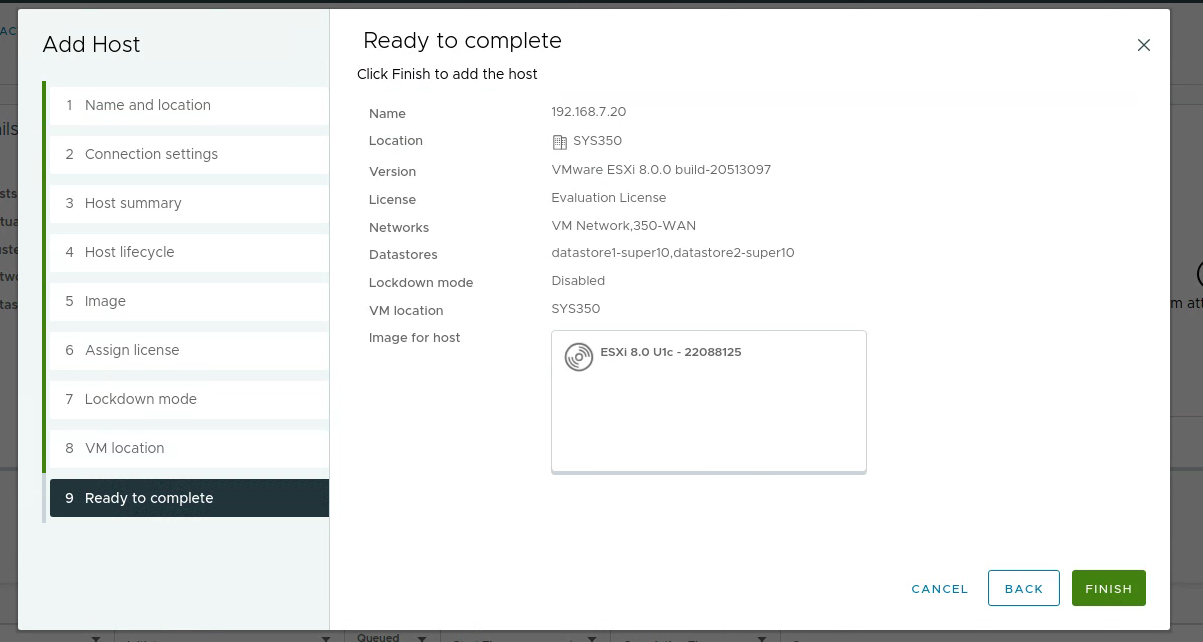 Add Host
1 Name and location
2 Connection settings
3 Host summary
4 Host lifecycle
5 Image
6 Assign license
7 Lockdown mode
8 VM location
9 Ready to complete
Ready to complete
Click Finish to add the host
Name 192.168.7.20
Location SYS350
Version VMware ESXi 8.0.0 build-20513097
License Evaluation License
Networks VM Network,350-WAN
Datastores datastore1-super10,datastore2-super10
Lockdown mode Disabled
VM location SYS350
Image for host
ESXi 8.0 U1c - 22088125
CANCEL BACK FINISH
Queued